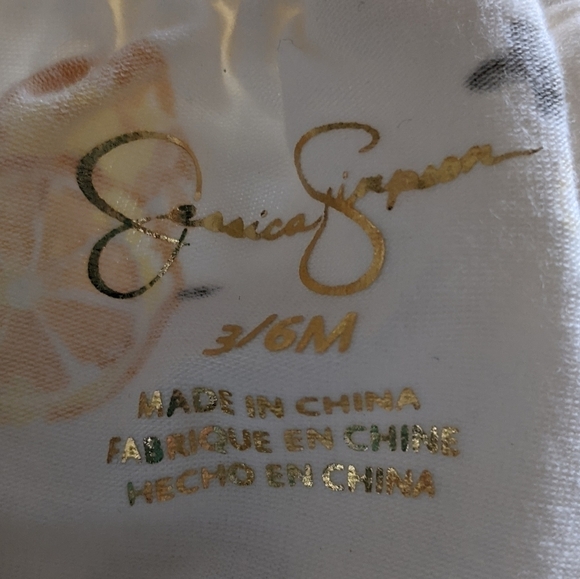 Jessica Simpson
3/6M
MADE IN CHINA
FABRIQUE EN CHINE
HECHO EN CHINA